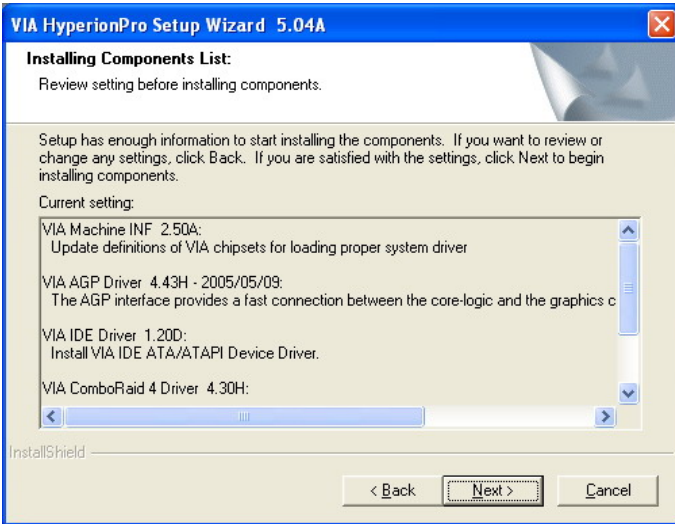 VIA HyperionPro Setup Wizard 5.04A
Installing Components List:
Review setting before installing components.
Setup has enough information to start installing the components. If you want to review or
change any settings, click Back. If you are satisfied with the settings, click Next to begin
installing components.
Current setting:
VIA Machine INF 2.50A:
Update definitions of VIA chipsets for loading proper system driver
VIA AGP Driver 4.43H - 2005/05/09:
The AGP interface provides a fast connection between the core-logic and the graphics c
VIA IDE Driver 1.20D:
Install VIA IDE ATA/ATAPI Device Driver.
VIA ComboRaid 4 Driver 4.30H:
InstallShield
< Back Next > Cancel